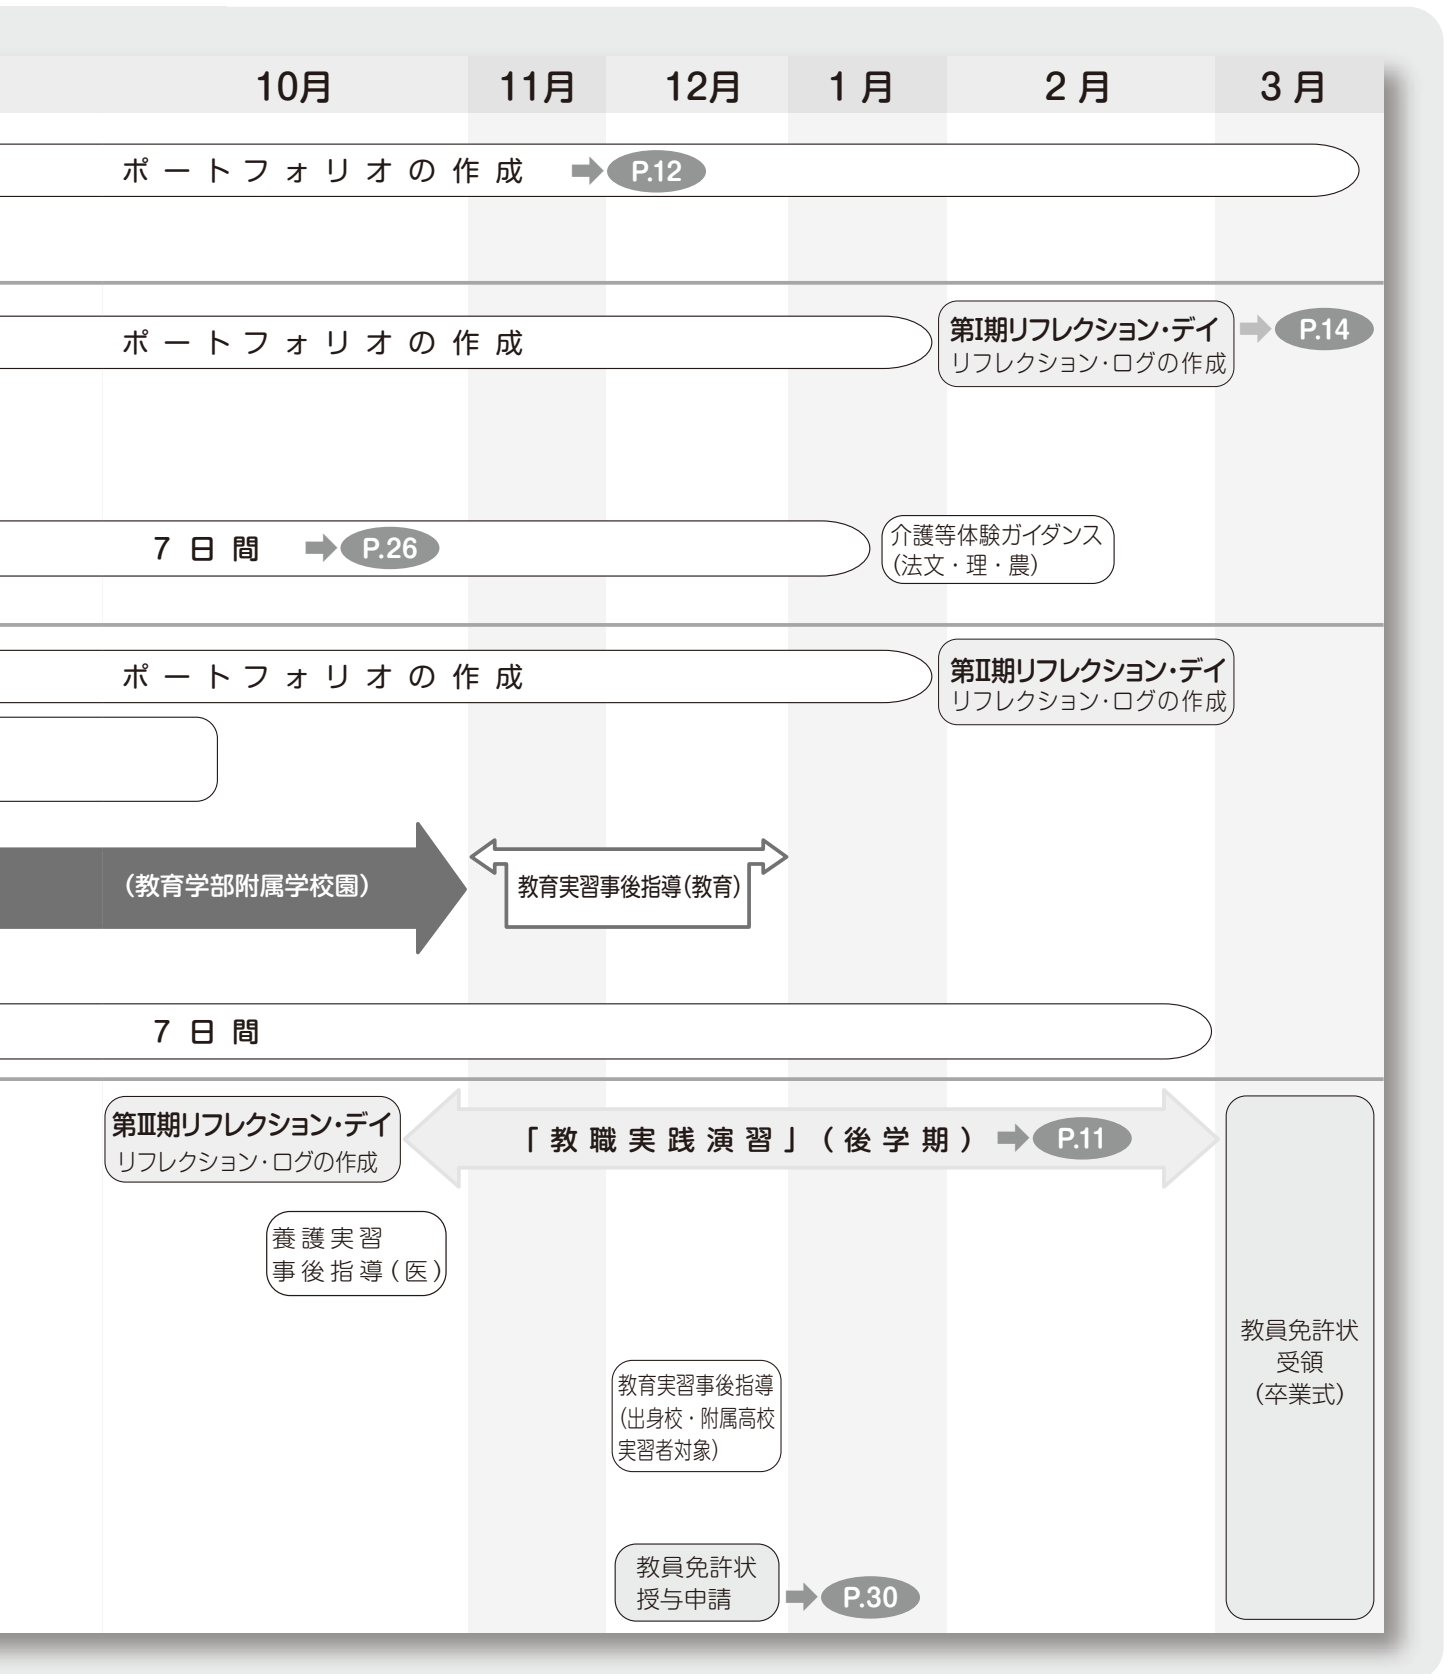 10月 11月 12月 1月 2月 3月
ポートフォリオの作成 P.12
ポートフォリオの作成
第Ⅰ期リフレクション・デイ P.14
リフレクション・ログの作成
7日間 P.26
介護等体験ガイダンス
（法文・理・農）
ポートフォリオの作成
第Ⅱ期リフレクション・デイ
リフレクション・ログの作成
（教育学部附属学校園）
教育実習事後指導（教育）
7日間
第Ⅲ期リフレクション・デイ
リフレクション・ログの作成
「教職実践演習」（後学期） P.11
養護実習
事後指導（医）
教育実習事後指導
（出身校・附属高校
実習者対象）
教員免許状
授与申請 P.30
教員免許状
受領
（卒業式）